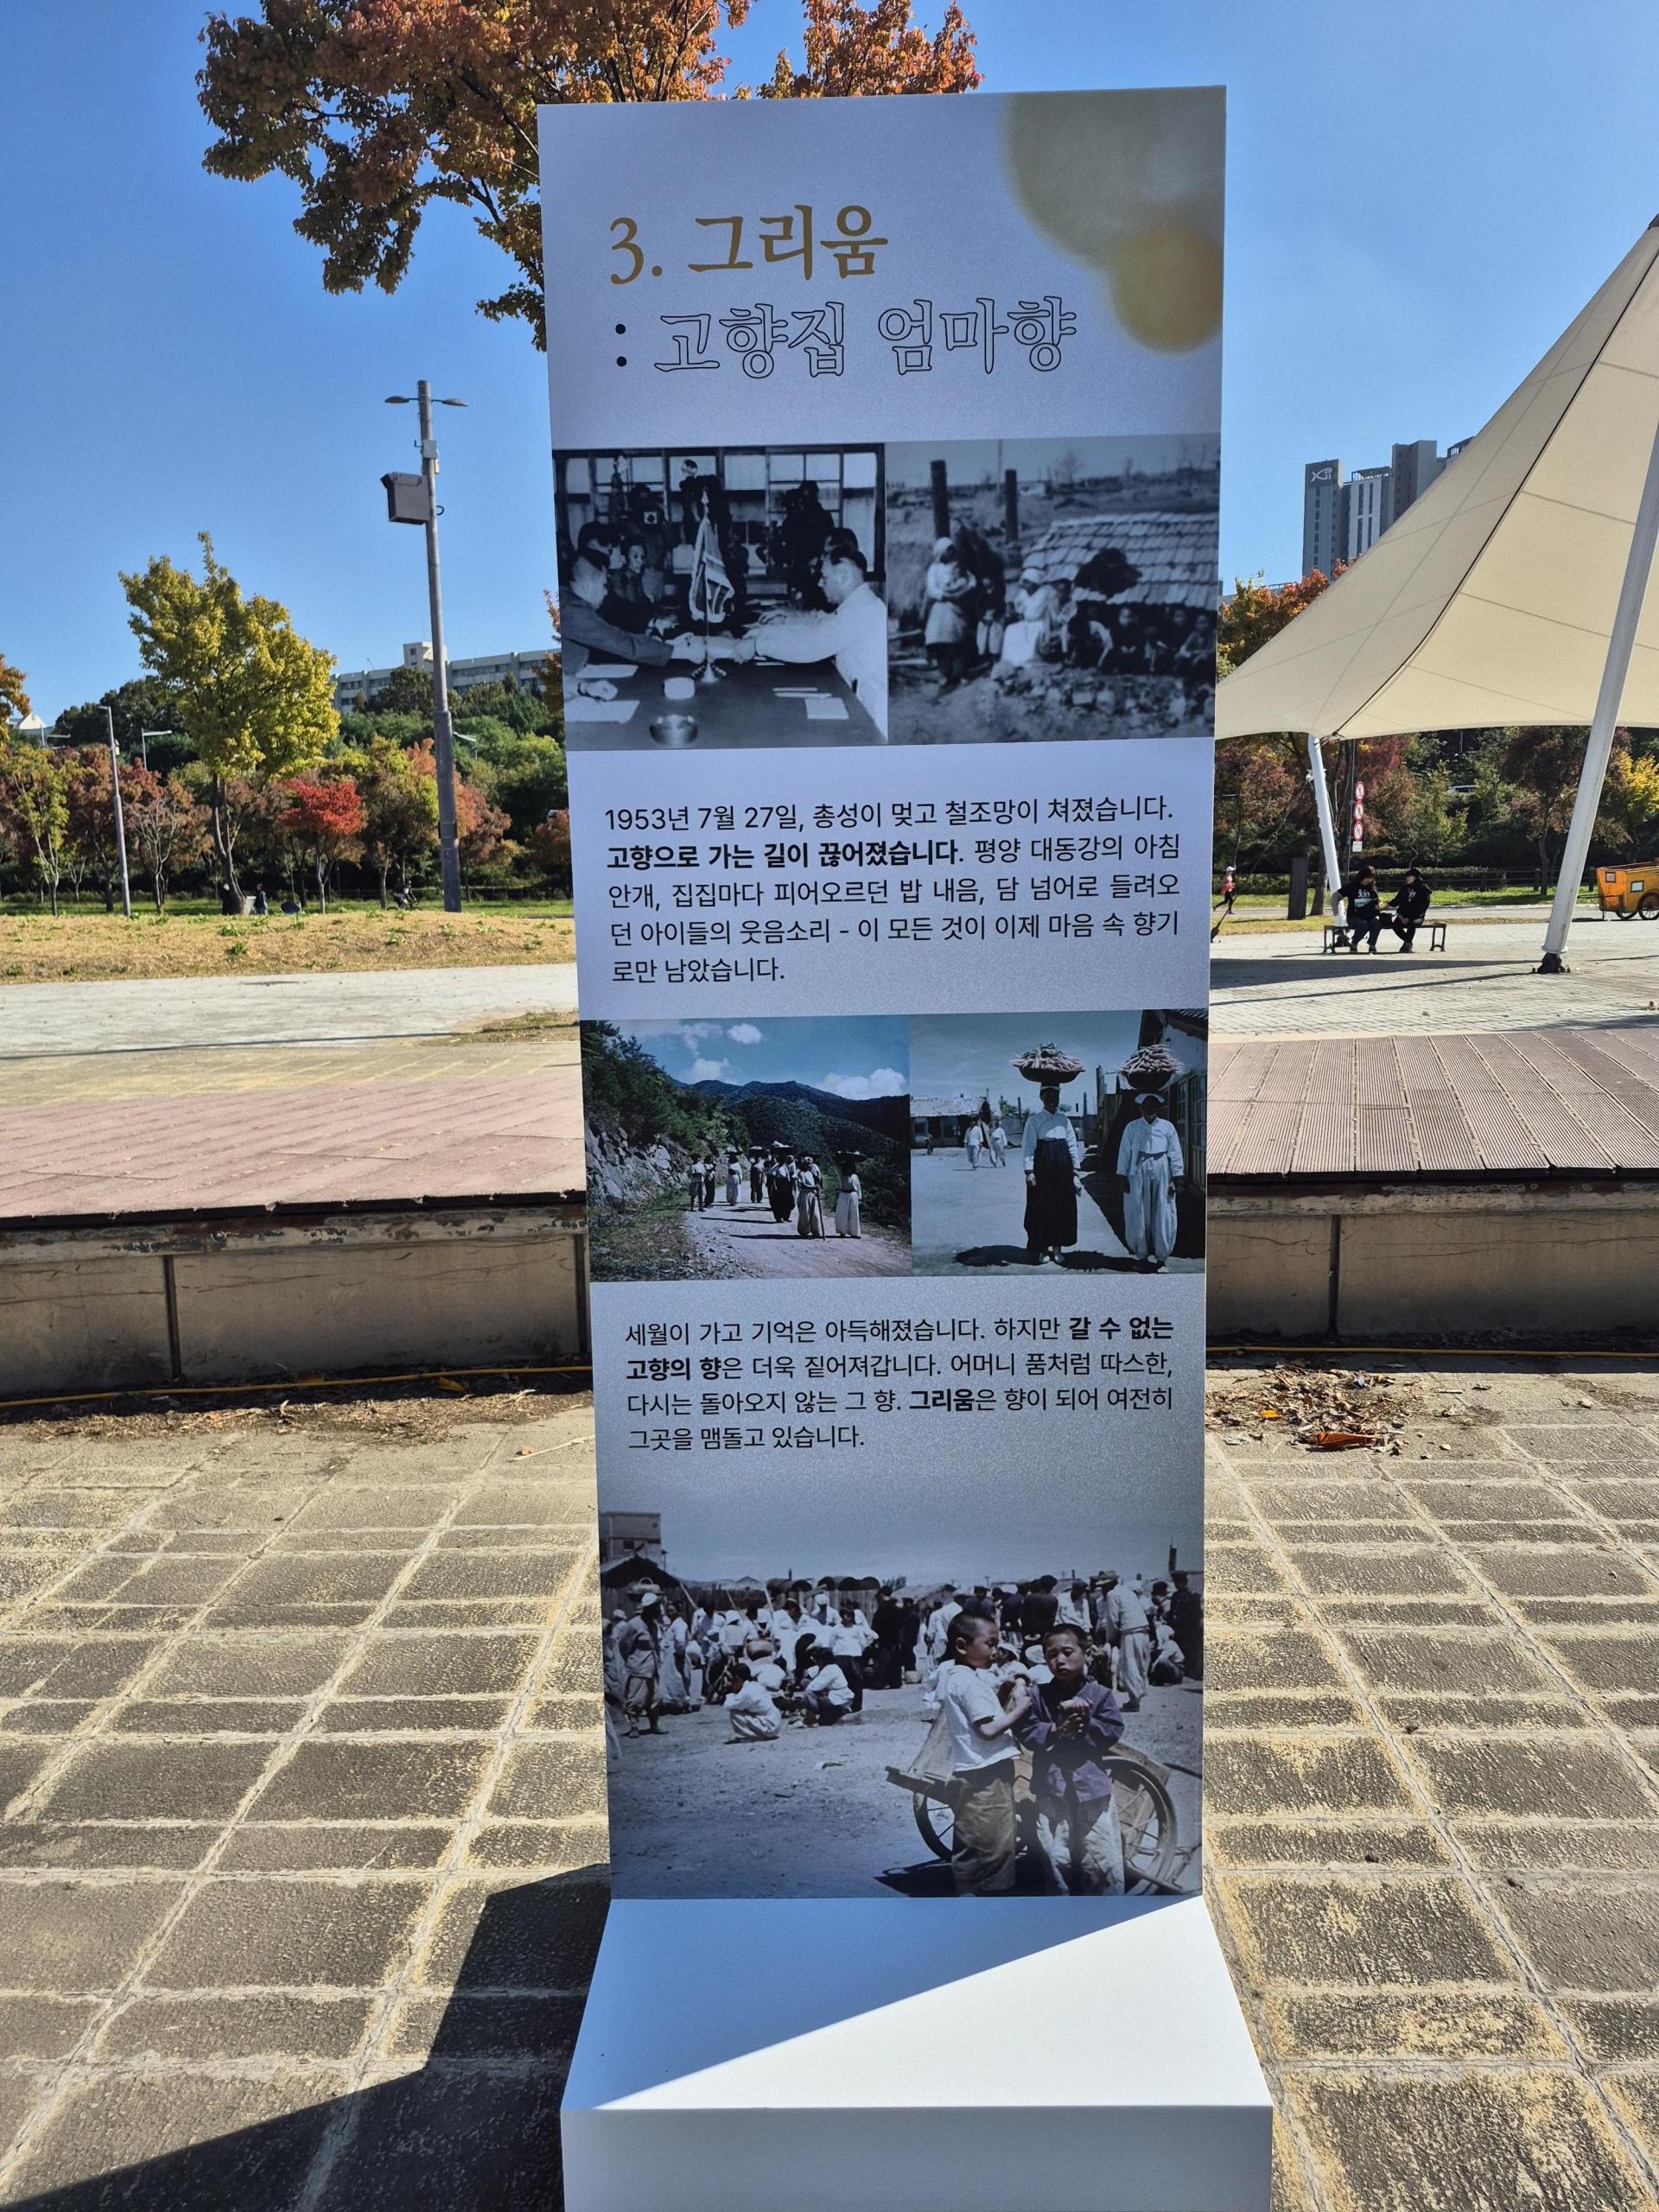 3. 그리움
: 고향집 엄마향
1953년 7월 27일, 총성이 멎고 철조망이 쳐졌습니다.
고향으로 가는 길이 끊어졌습니다. 평양 대동강의 아침
안개, 집집마다 피어오르던 밥 내음, 담 넘어로 들려오
던 아이들의 웃음소리 - 이 모든 것이 이제 마음 속 향기
로만 남았습니다.
세월이 가고 기억은 아득해졌습니다. 하지만 갈 수 없는
고향의 향은 더욱 짙어져갑니다. 어머니 품처럼 따스한,
다시는 돌아오지 않는 그 향. 그리움은 향이 되어 여전히
그곳을 맴돌고 있습니다.
Xi